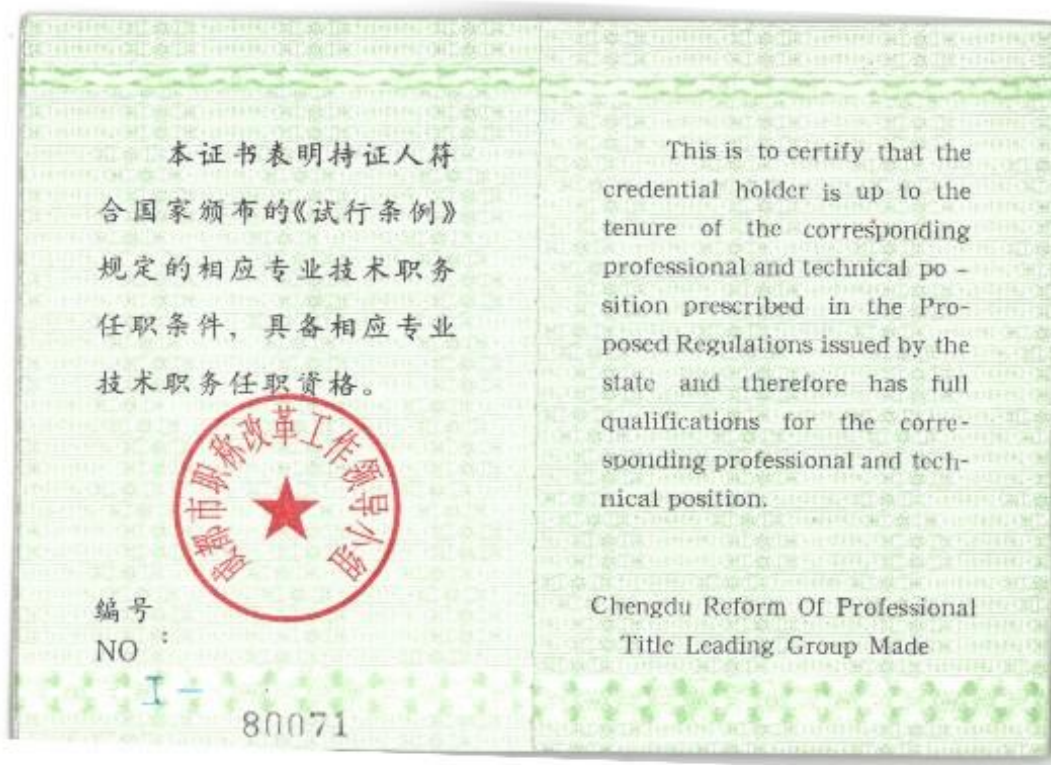 本证书表明持证人符
合国家颁布的《试行条例》
规定的相应专业技术职务
任职条件，具备相应专业
技术职务任职资格。
成都市职称改革工作领导小组
编号
NO :
I-
80071
This is to certify that the
credential holder is up to the
tenure of the corresponding
professional and technical po -
sition prescribed in the Pro-
posed Regulations issued by the
state and therefore has full
qualifications for the corre-
sponding professional and tech-
nical position.
Chengdu Reform Of Professional
Title Leading Group Made